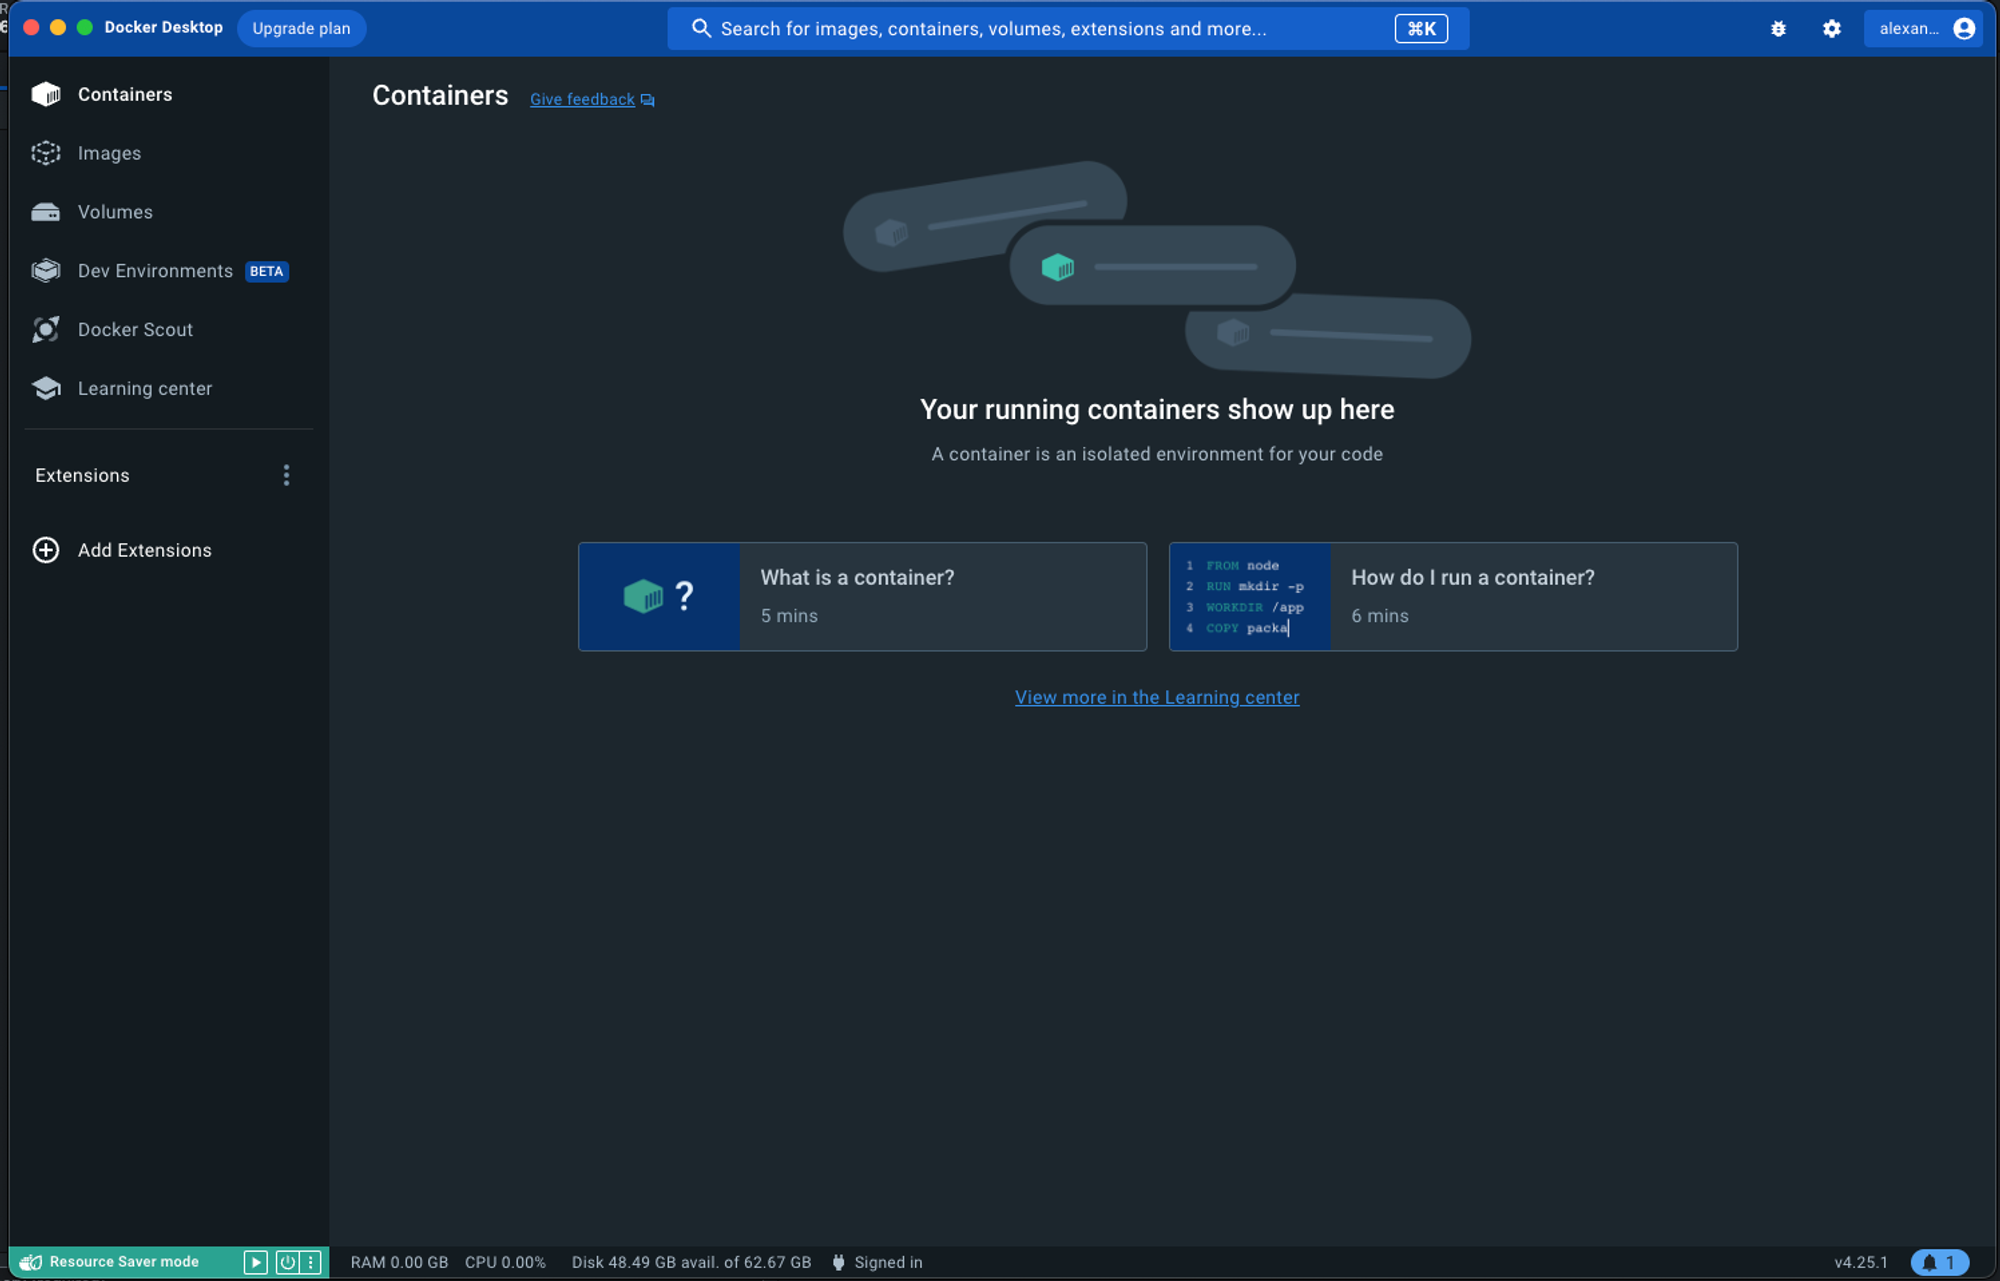 Docker Desktop
Upgrade plan
Search for images, containers, volumes, extensions and more...
⌘K
alexan...
Containers
Images
Volumes
Dev Environments BETA
Docker Scout
Learning center
Extensions
Add Extensions
Containers
Give feedback
Your running containers show up here
A container is an isolated environment for your code
?
What is a container?
5 mins
1 FROM node
2 RUN mkdir -p
3 WORKDIR /app
4 COPY packa
How do I run a container?
6 mins
View more in the Learning center
Resource Saver mode
RAM 0.00 GB CPU 0.00% Disk 48.49 GB avail. of 62.67 GB Signed in
v4.25.1
1